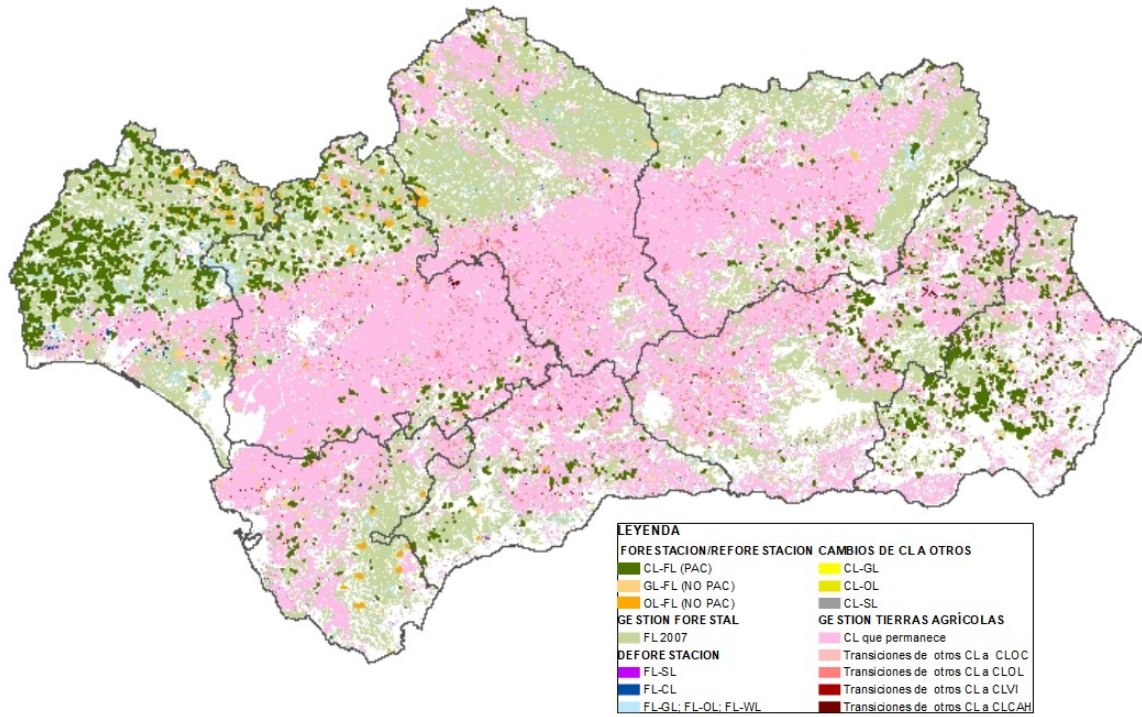 LEYENDA
FORESTACION/REFORESTACION
CL-FL (PAC)
GL-FL (NO PAC)
OL-FL (NO PAC)
GESTION FORESTAL
FL 2007
DEFORESTACION
FL-SL
FL-CL
FL-GL; FL-OL; FL-WL
CAMBIOS DE CL A OTROS
CL-GL
CL-OL
CL-SL
GESTION TIERRAS AGRÍCOLAS
CL que permanece
Transiciones de otros CL a CLOC
Transiciones de otros CL a CLOL
Transiciones de otros CL a CLVI
Transiciones de otros CL a CLCAH